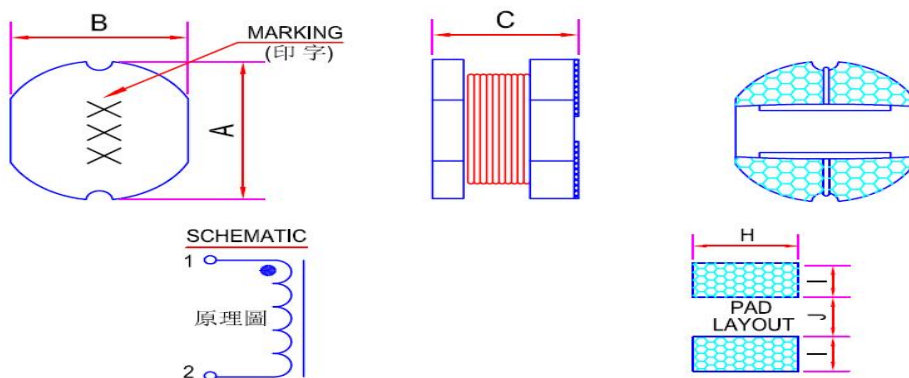 B
MARKING
(印 字)
XXX
A
C
SCHEMATIC
1
原理圖
2
H
I
PAD
LAYOUT
J
I